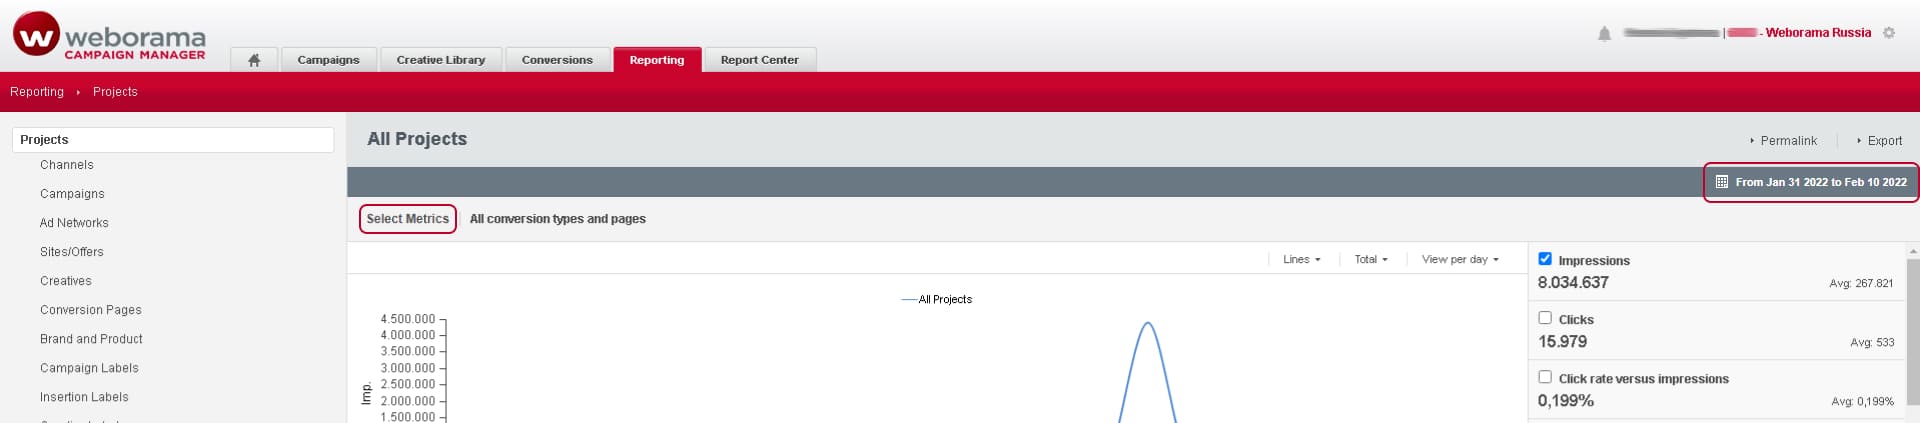 weborama
CAMPAIGN MANAGER
Campaigns
Creative Library
Conversions
Reporting
Report Center
| - Weborama Russia
Reporting
Projects
Projects
Channels
Campaigns
Ad Networks
Sites/Offers
Creatives
Conversion Pages
Brand and Product
Campaign Labels
Insertion Labels
All Projects
Permalink
Export
From Jan 31 2022 to Feb 10 2022
Select Metrics
All conversion types and pages
Lines
Total
View per day
All Projects
4.500.000
4.000.000
3.500.000
3.000.000
2.500.000
2.000.000
1.500.000
Imp.
Impressions
8.034.637
Avg: 267.821
Clicks
15.979
Avg: 533
Click rate versus impressions
0,199%
Avg: 0,199%